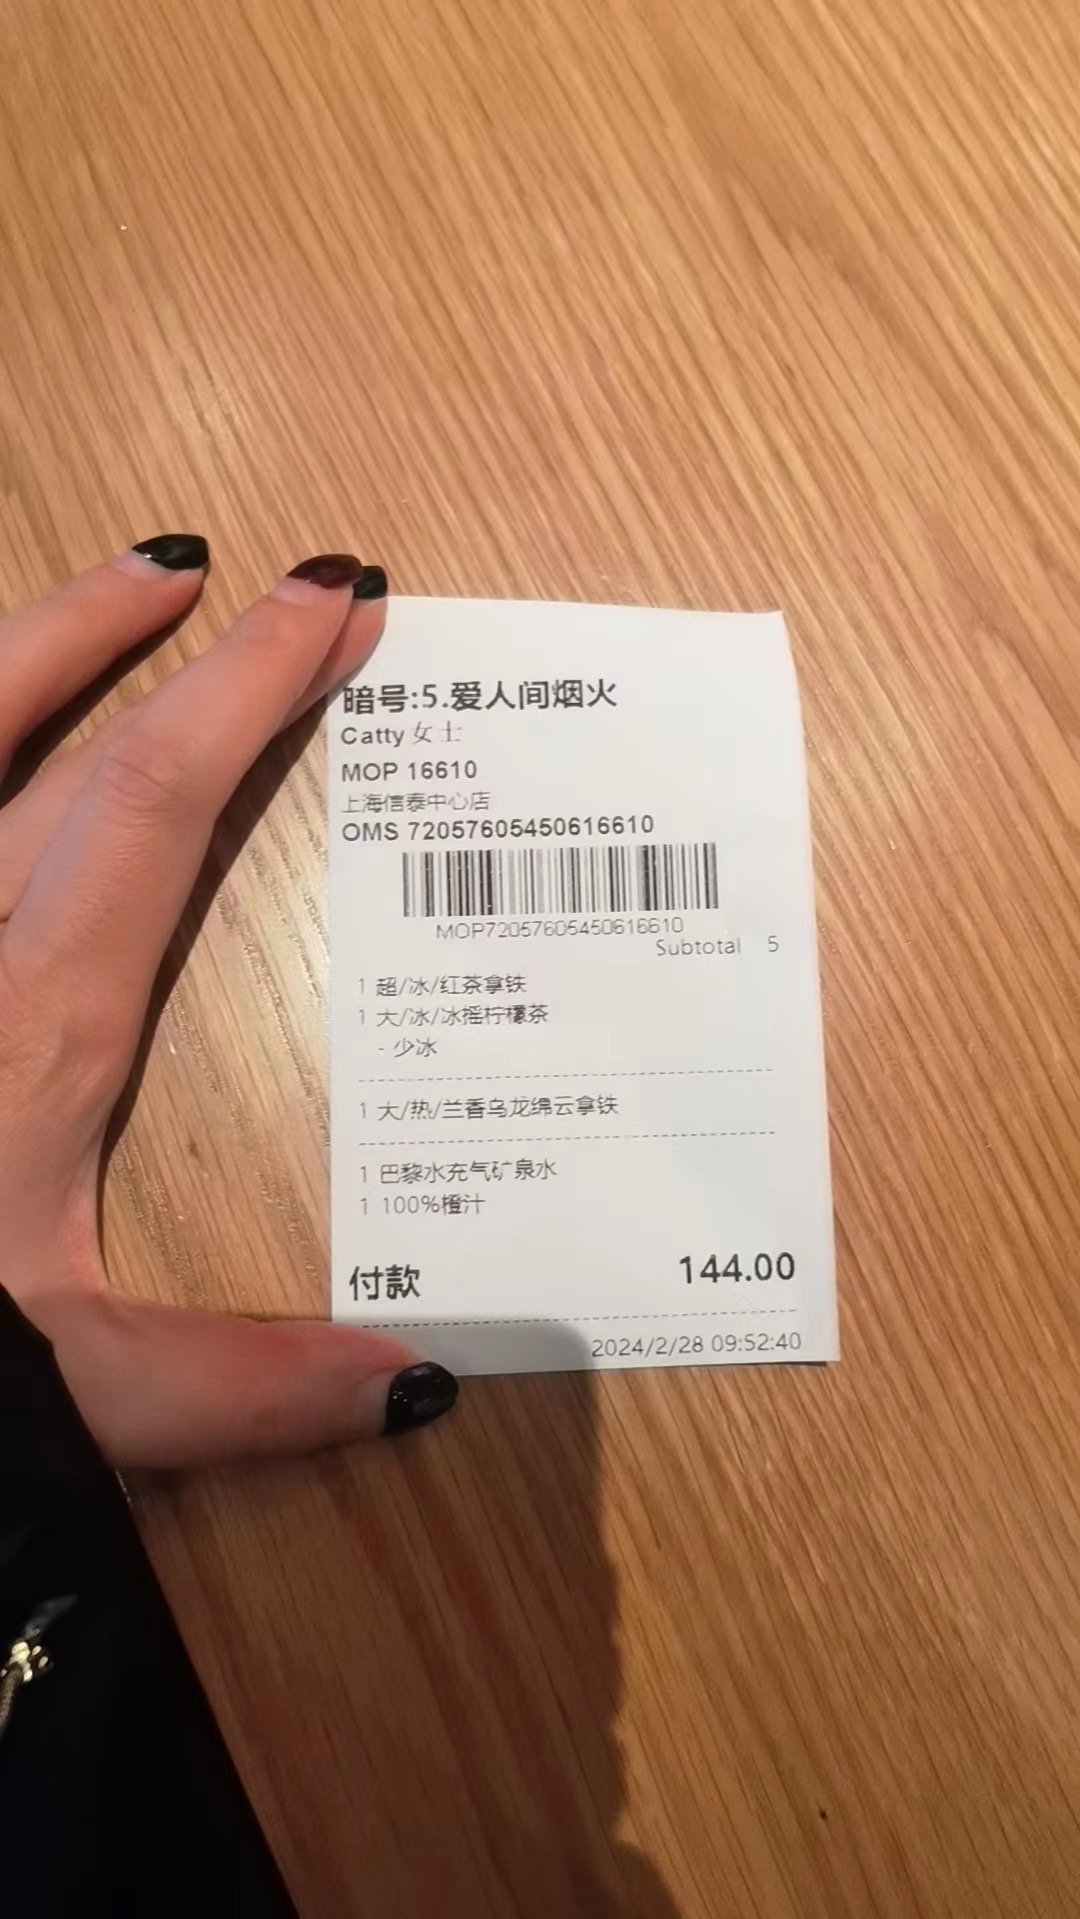 暗号:5.爱人间烟火
Catty 女士
MOP 16610
上海信泰中心店
OMS 72057605450616610
MOP72057605450616610
Subtotal 5
1 超/冰/红茶拿铁
1 大/冰/冰摇柠檬茶
- 少冰
1 大/热/兰香乌龙绵云拿铁
1 巴黎水充气矿泉水
1 100%橙汁
付款 144.00
2024/2/28 09:52:40